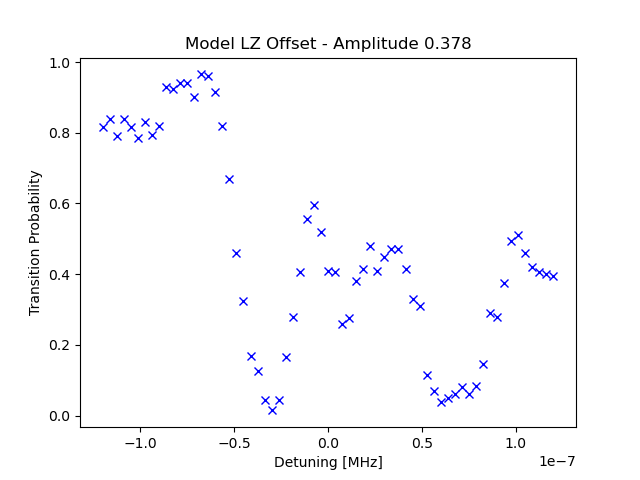 Model LZ Offset - Amplitude 0.378
1.0
0.8
0.6
0.4
0.2
0.0
Transition Probability
−1.0 −0.5 0.0 0.5 1.0
1e−7
Detuning [MHz]